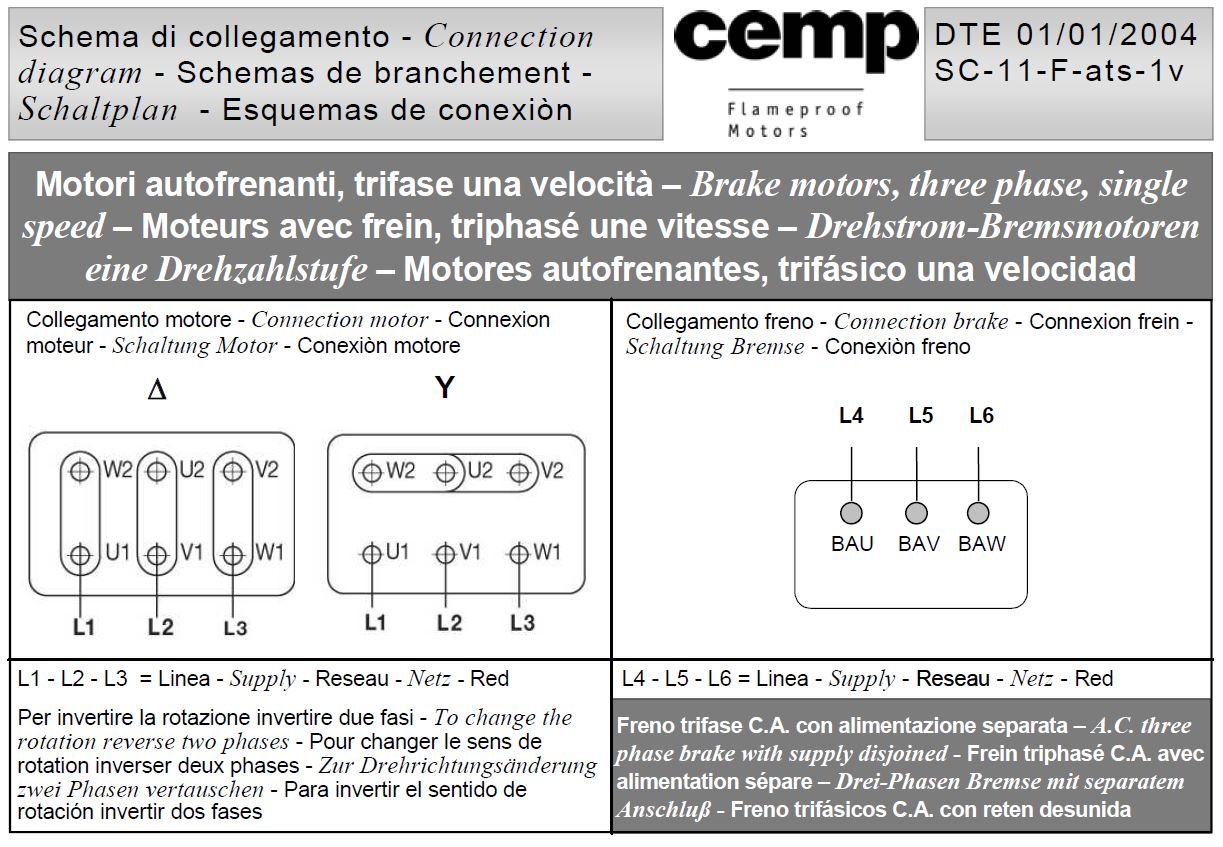 Schema di collegamento - Connection
diagram - Schemas de branchement -
Schaltplan - Esquemas de conexiòn
cemp
Flameproof
Motors
DTE 01/01/2004
SC-11-F-ats-1v
Motori autofrenanti, trifase una velocità – Brake motors, three phase, single
speed – Moteurs avec frein, triphasé une vitesse – Drehstrom-Bremsmotoren
eine Drehzahlstufe – Motores autofrenantes, trifásico una velocidad
Collegamento motore - Connection motor - Connexion
moteur - Schaltung Motor - Conexiòn motore
Δ Y
W2 U2 V2
U1 V1 W1
L1 L2 L3
W2 U2 V2
U1 V1 W1
L1 L2 L3
Collegamento freno - Connection brake - Connexion frein -
Schaltung Bremse - Conexiòn freno
L4 L5 L6
BAU BAV BAW
L1 - L2 - L3 = Linea - Supply - Reseau - Netz - Red
Per invertire la rotazione invertire due fasi - To change the
rotation reverse two phases - Pour changer le sens de
rotation inverser deux phases - Zur Drehrichtungsänderung
zwei Phasen vertauschen - Para invertir el sentido de
rotación invertir dos fases
L4 - L5 - L6 = Linea - Supply - Reseau - Netz - Red
Freno trifase C.A. con alimentazione separata – A.C. three
phase brake with supply disjoined - Frein triphasé C.A. avec
alimentation sépare – Drei-Phasen Bremse mit separatem
Anschluß - Freno trifásicos C.A. con reten desunida